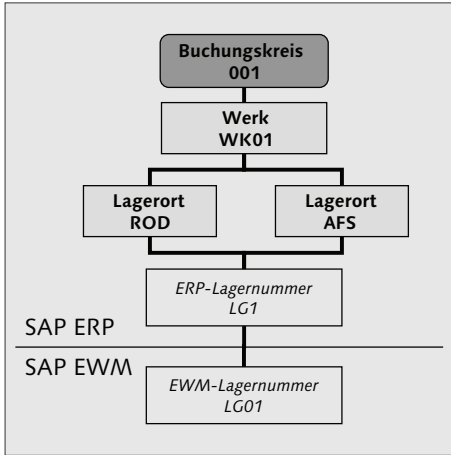 Buchungskreis
001
Werk
WK01
Lagerort
ROD
Lagerort
AFS
ERP-Lagernummer
LG1
SAP ERP
SAP EWM
EWM-Lagernummer
LG01